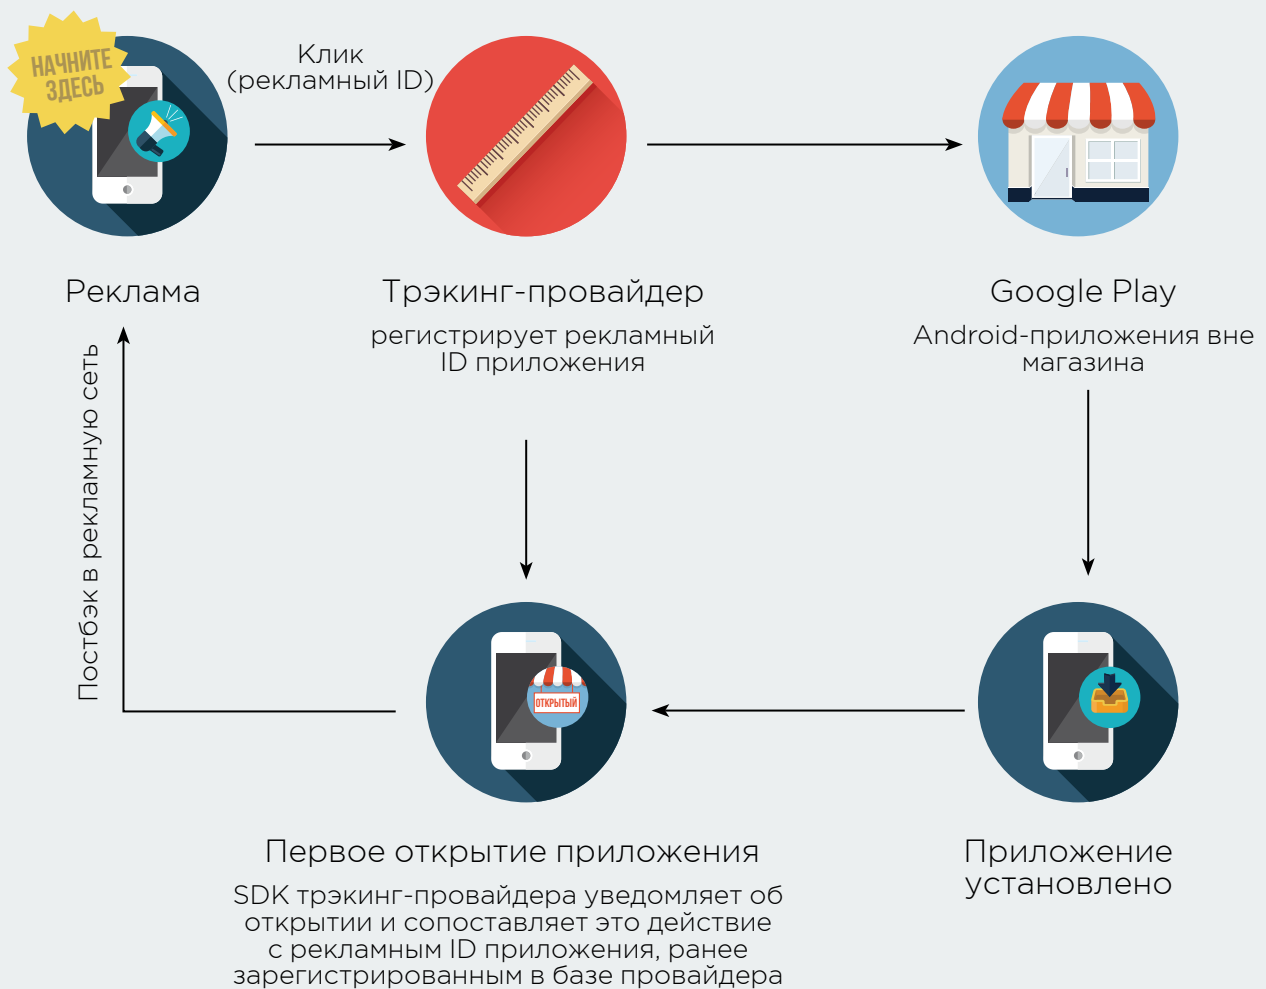 НАЧНИТЕ
ЗДЕСЬ
Клик
(рекламный ID)
Реклама
Трэкинг-провайдер
регистрирует рекламный
ID приложения
Google Play
Android-приложения вне
магазина
Постбэк в рекламную сеть
ОТКРЫТЫЙ
Первое открытие приложения
SDK трэкинг-провайдера уведомляет об
открытии и сопоставляет это действие
с рекламным ID приложения, ранее
зарегистрированным в базе провайдера
Приложение
установлено